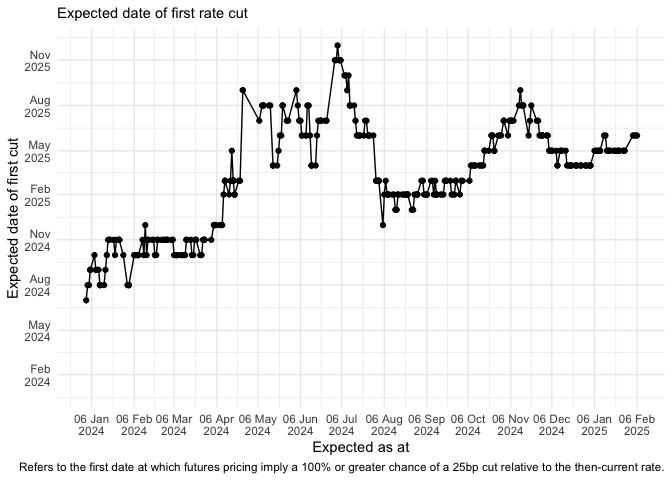 Expected date of first rate cut
Expected date of first cut
Nov
2025
Aug
2025
May
2025
Feb
2025
Nov
2024
Aug
2024
May
2024
Feb
2024
06 Jan 06 Feb 06 Mar 06 Apr 06 May 06 Jun 06 Jul 06 Aug 06 Sep 06 Oct 06 Nov 06 Dec 06 Jan 06 Feb
2024 2024 2024 2024 2024 2024 2024 2024 2024 2024 2024 2024 2025 2025
Expected as at
Refers to the first date at which futures pricing imply a 100% or greater chance of a 25bp cut relative to the then-current rate.